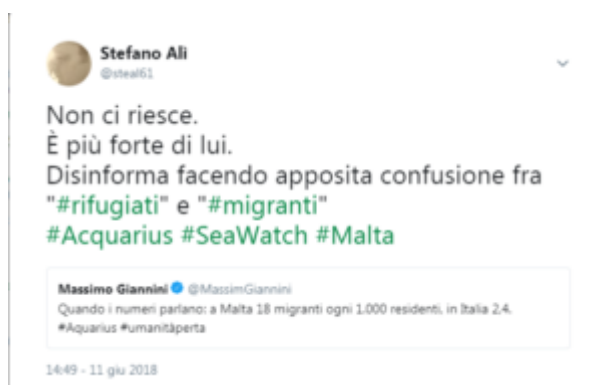 Stefano Alì
@steal61
Non ci riesce.
È più forte di lui.
Disinforma facendo apposita confusione fra
"#rifugiati" e "#migranti"
#Acquarius #SeaWatch #Malta
Massimo Giannini @MassimGiannini
Quando i numeri parlano: a Malta 18 migranti ogni 1.000 residenti, in Italia 2,4.
#Aquarius #umanitàperta
14:49 - 11 giu 2018